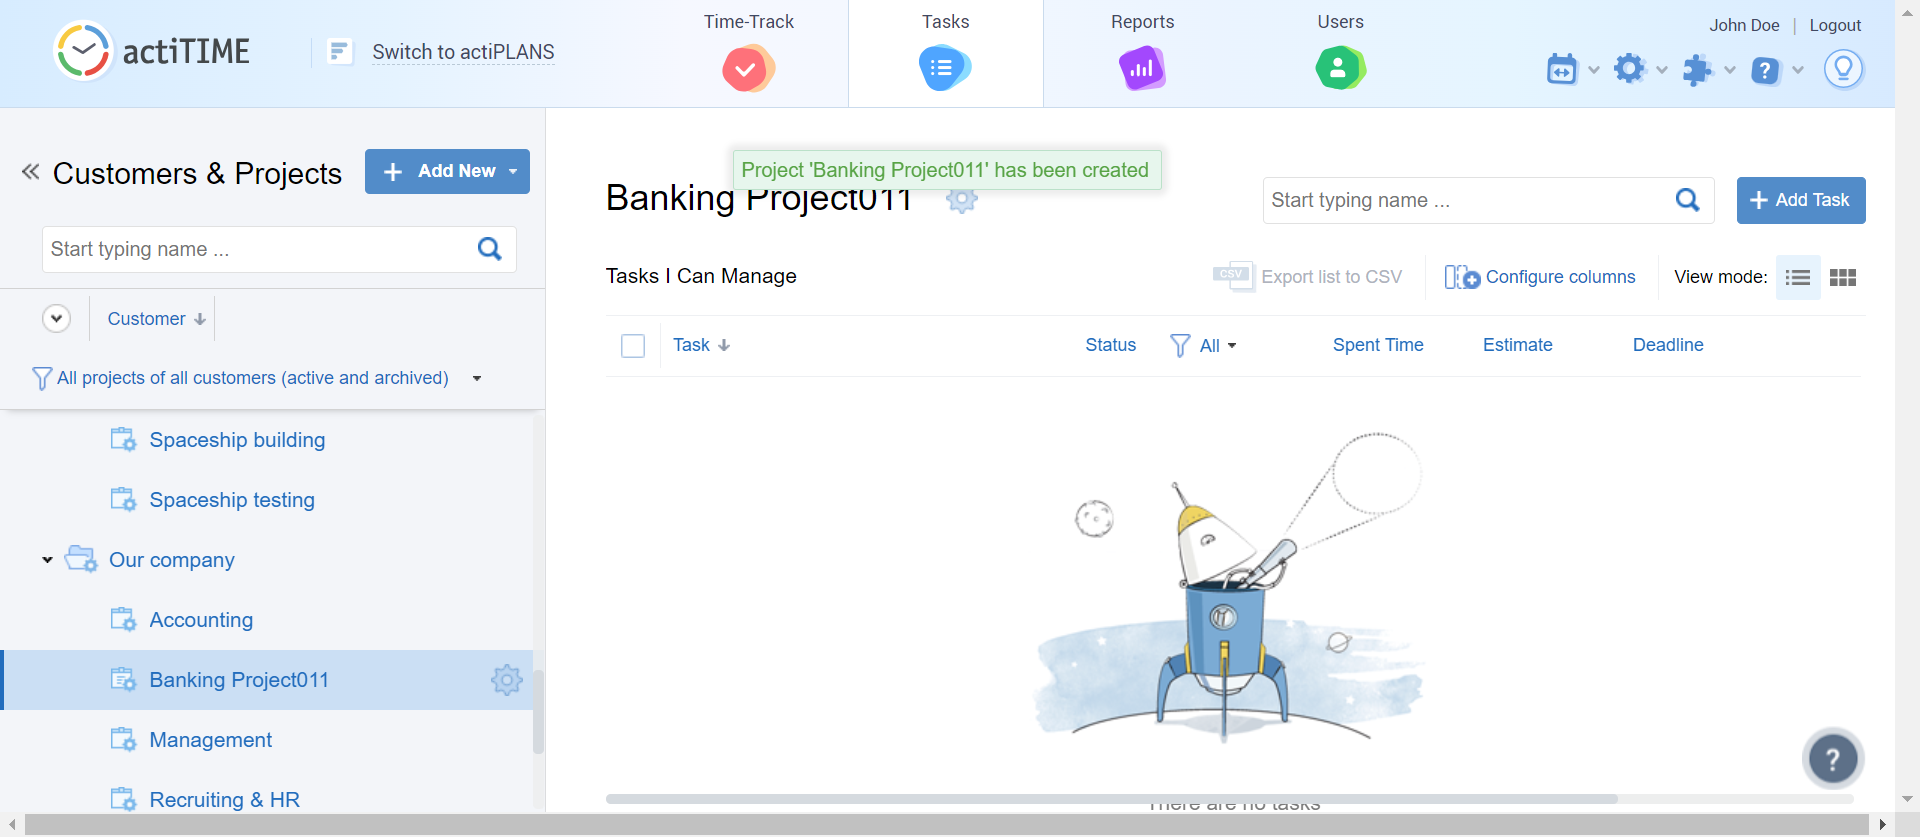 actiTIME
Switch to actiPLANS
Time-Track
Tasks
Reports
Users
John Doe | Logout
Customers & Projects
Add New
Start typing name ...
Customer
All projects of all customers (active and archived)
Spaceship building
Spaceship testing
Our company
Accounting
Banking Project011
Management
Recruiting & HR
Project 'Banking Project011' has been created
Banking Project011
Start typing name ...
Add Task
Tasks I Can Manage
CSV
Export list to CSV
Configure columns
View mode:
Task
Status
All
Spent Time
Estimate
Deadline
There are no tasks
?
?